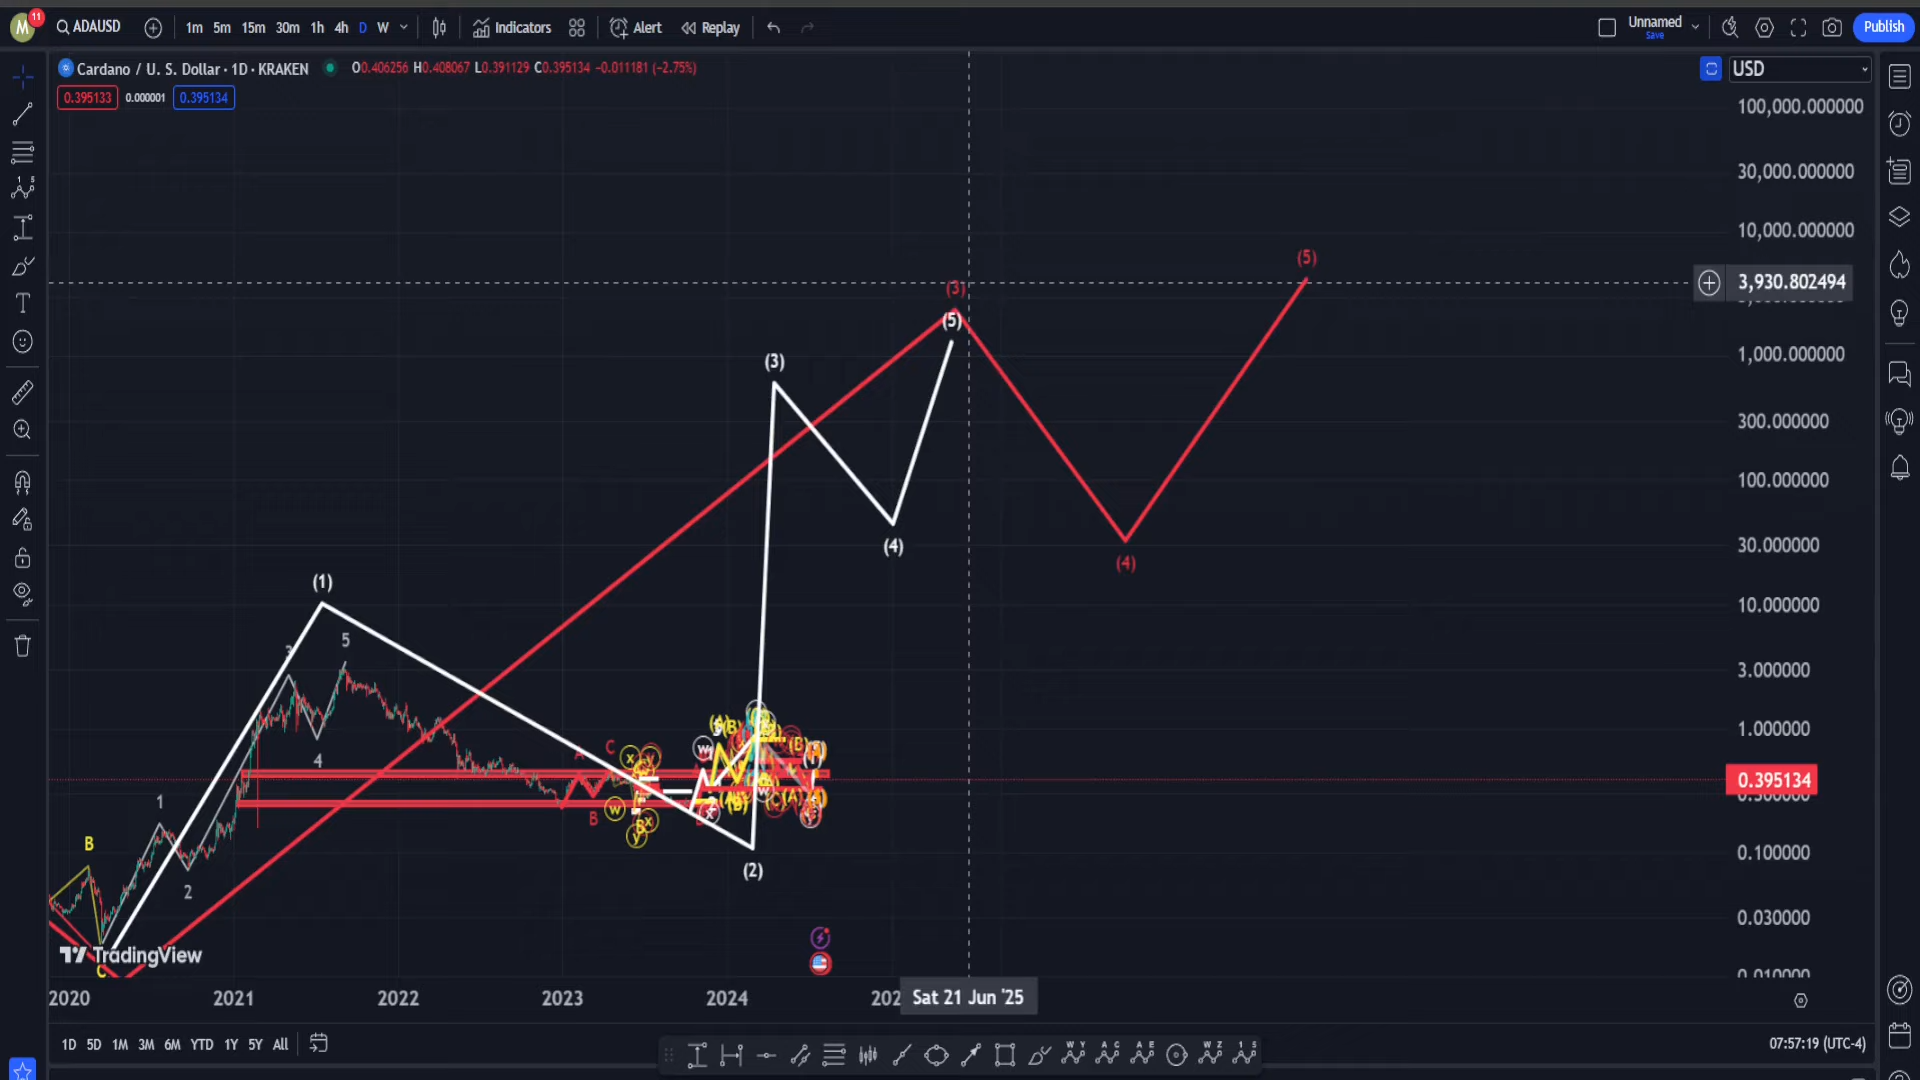 M 11 ADAUSD 1m 5m 15m 30m 1h 4h D W Indicators Alert Replay Unnamed Save Publish
Cardano / U. S. Dollar · 1D · KRAKEN O0.406256 H0.408067 L0.391129 C0.395134 -0.011181 (-2.75%)
0.395133 0.000001 0.395134
USD
100,000.000000
30,000.000000
10,000.000000
(5)
3,930.802494
(3)
(5)
(3)
1,000.000000
300.000000
100.000000
(4)
30.000000
(4)
(1)
10.000000
5
3
3.000000
1.000000
A C
4
0.395134
1
B
B
0.100000
(2)
2
0.030000
TradingView
C
0.010000
2020 2021 2022 2023 2024 Sat 21 Jun '25
1D 5D 1M 3M 6M YTD 1Y 5Y All
07:57:19 (UTC-4)